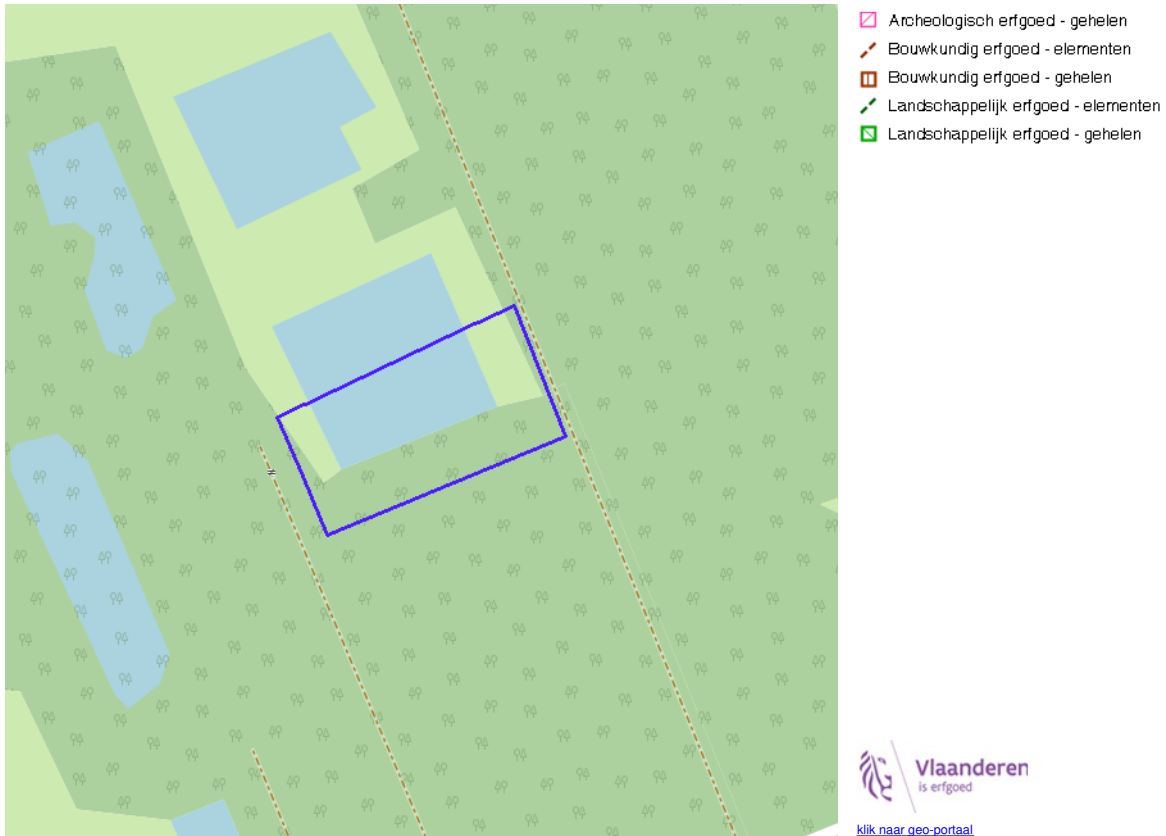 Archeologisch erfgoed - gehelen
Bouwkundig erfgoed - elementen
Bouwkundig erfgoed - gehelen
Landschappelijk erfgoed - elementen
Landschappelijk erfgoed - gehelen
Vlaanderen
is erfgoed
klik naar geo-portaal